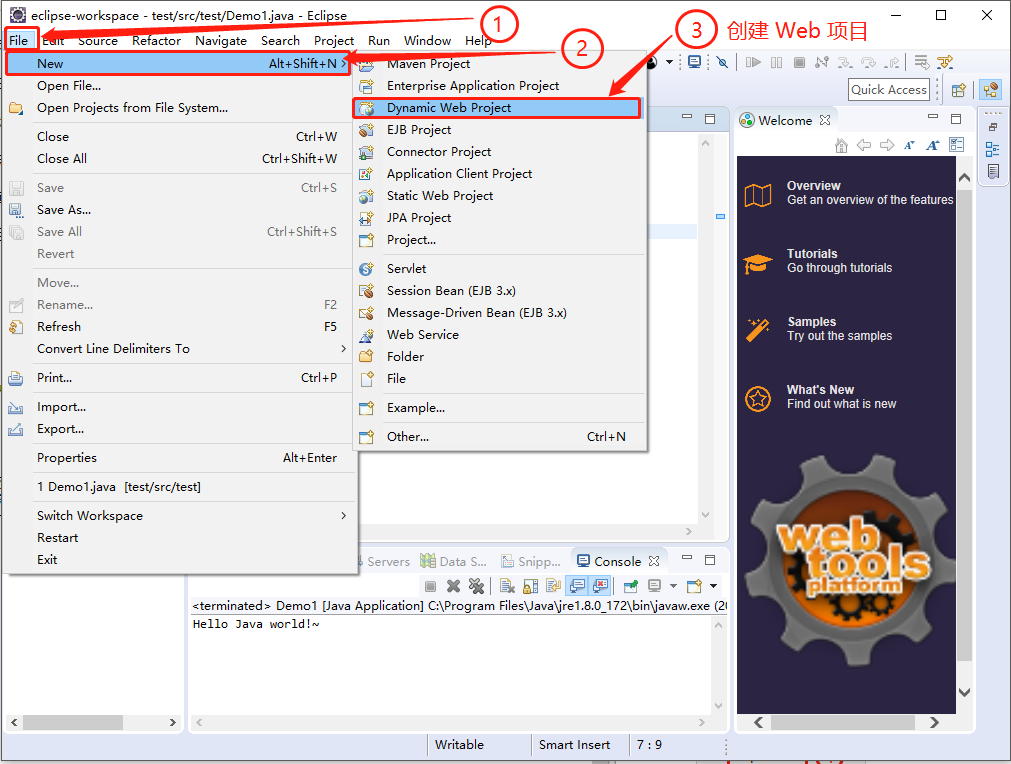 eclipse-workspace - test/src/test/Demo1.java - Eclipse
File Edit Source Refactor Navigate Search Project Run Window Help
1
2
3 创建 Web 项目
Quick Access
New Alt+Shift+N
Open File...
Open Projects from File System...
Close Ctrl+W
Close All Ctrl+Shift+W
Save Ctrl+S
Save As...
Save All Ctrl+Shift+S
Revert
Move...
Rename... F2
Refresh F5
Convert Line Delimiters To
Print... Ctrl+P
Import...
Export...
Properties Alt+Enter
1 Demo1.java [test/src/test]
Switch Workspace
Restart
Exit
Maven Project
Enterprise Application Project
Dynamic Web Project
EJB Project
Connector Project
Application Client Project
Static Web Project
JPA Project
Project...
Servlet
Session Bean (EJB 3.x)
Message-Driven Bean (EJB 3.x)
Web Service
Folder
File
Example...
Other... Ctrl+N
Welcome
Overview
Get an overview of the features
Tutorials
Go through tutorials
Samples
Try out the samples
What's New
Find out what is new
web
tools
platform
Servers Data S... Snipp... Console
<terminated> Demo1 [Java Application] C:\Program Files\Java\jre1.8.0_172\bin\javaw.exe
Hello Java world!~
Writable Smart Insert 7 : 9